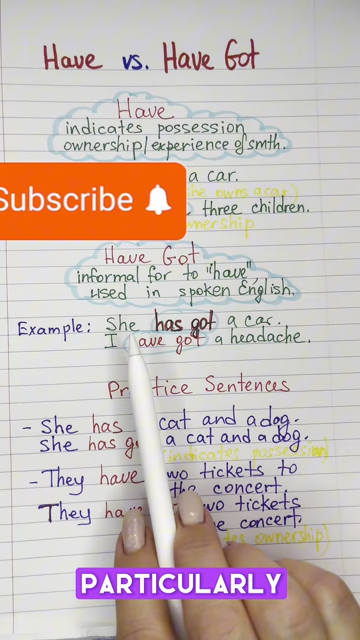 Have vs. Have Got
Have
indicates possession
ownership/experience of smth.
a car.
she owns a car)
Subscribe
three children.
ownership
Have Got
informal for to "have"
used in spoken English.
Example: She has got a car.
I have got a headache.
Practice Sentences
- She has cat and a dog.
She has go a cat and a dog.
(indicates possession)
- They have two tickets to
the concert.
They ha two tickets
concert.
ownership)
PARTICULARLY